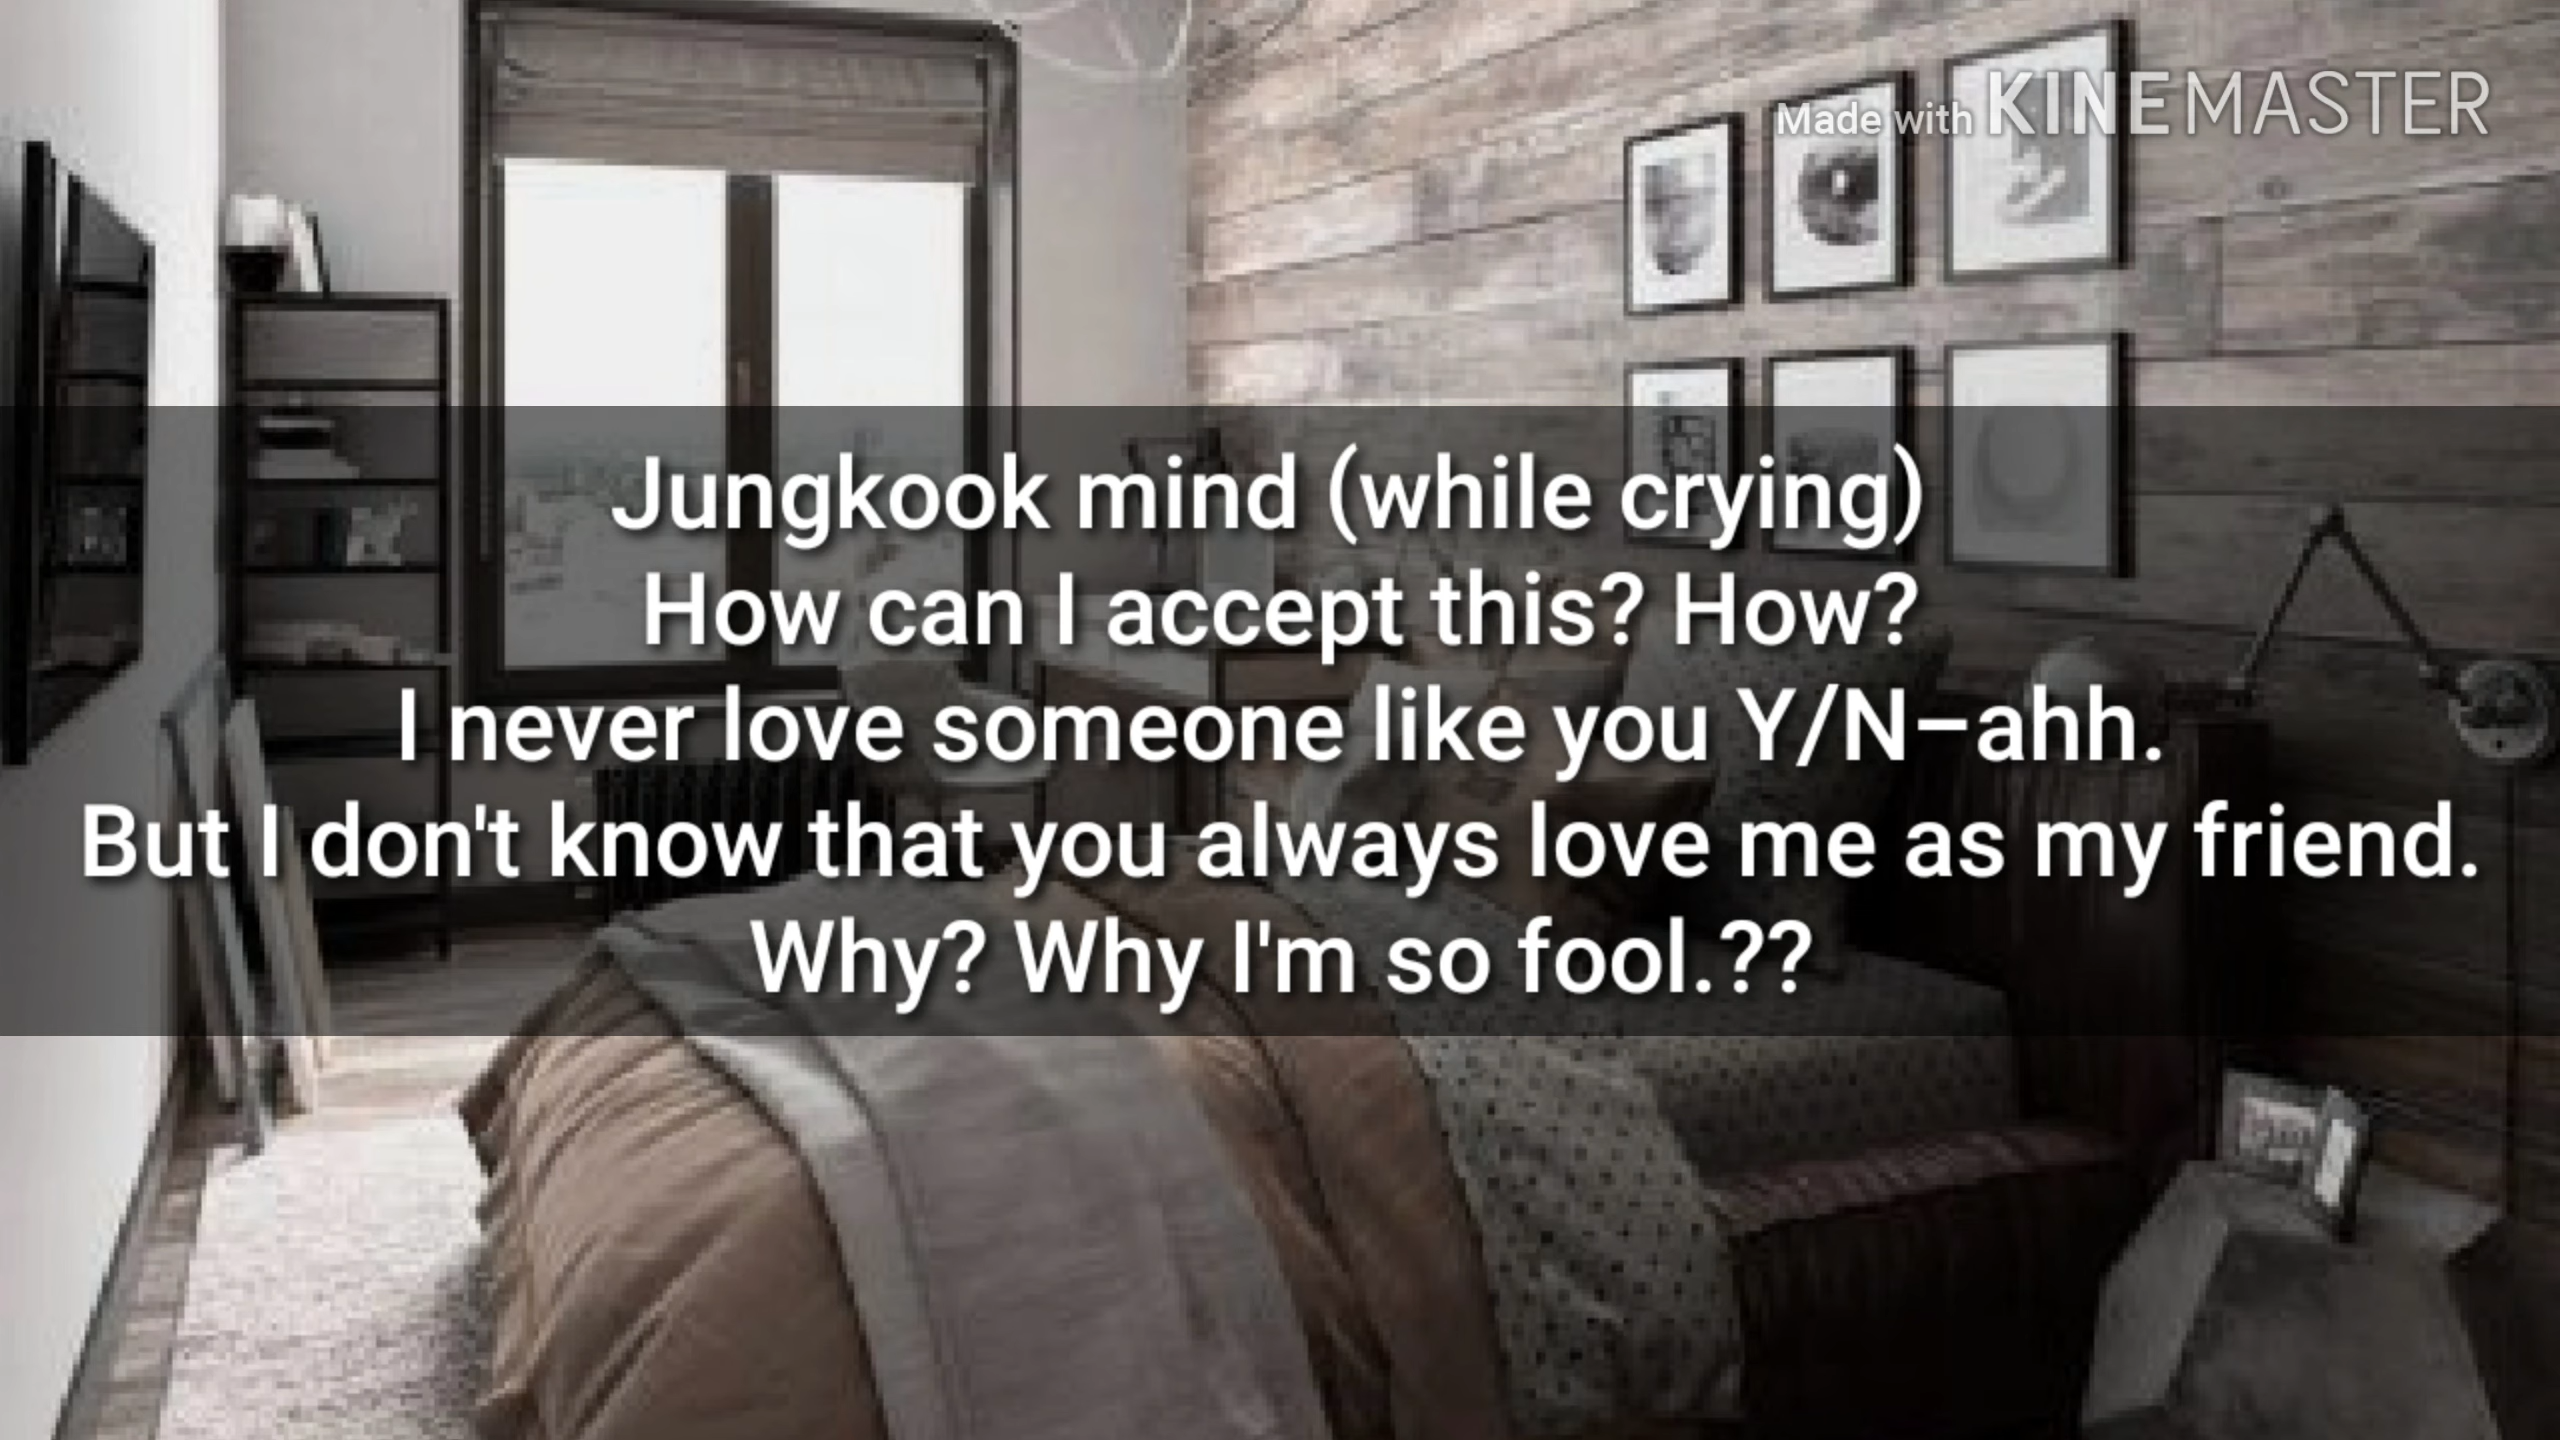 Made with KINEMASTER
Jungkook mind (while crying)
How can I accept this? How?
I never love someone like you Y/N–ahh.
But I don't know that you always love me as my friend.
Why? Why I'm so fool.??